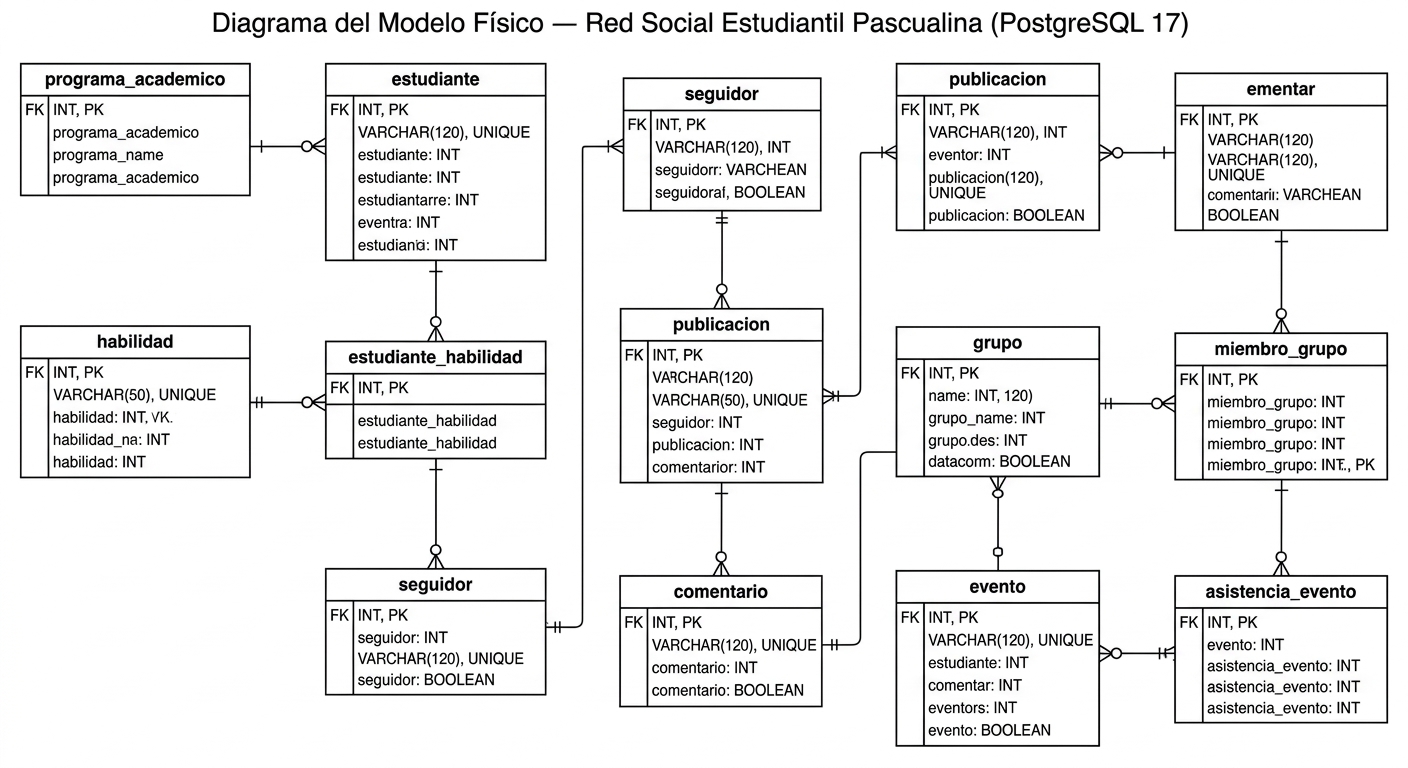 Diagrama del Modelo Físico — Red Social Estudiantil Pascualina (PostgreSQL 17)
programa_academico
FK INT, PK
programa_academico
programa_name
programa_academico
estudiante
FK INT, PK
VARCHAR(120), UNIQUE
estudiante: INT
estudiante: INT
estudiantarre: INT
eventra: INT
estudianci: INT
seguidor
FK INT, PK
VARCHAR(120), INT
seguidorr: VARCHEAN
seguidoraf, BOOLEAN
publicacion
FK INT, PK
VARCHAR(120), INT
eventor: INT
publicacion(120),
UNIQUE
publicacion: BOOLEAN
ementar
FK INT, PK
VARCHAR(120)
VARCHAR(120),
UNIQUE
comentarii: VARCHEAN
BOOLEAN
habilidad
FK INT, PK
VARCHAR(50), UNIQUE
habilidad: INT, VK.
habilidad_na: INT
habilidad: INT
estudiante_habilidad
FK INT, PK
estudiante_habilidad
estudiante_habilidad
publicacion
FK INT, PK
VARCHAR(120)
VARCHAR(50), UNIQUE
seguidor: INT
publicacion: INT
comentarior: INT
grupo
FK INT, PK
name: INT, 120)
grupo_name: INT
grupo.des: INT
datacorm: BOOLEAN
miembro_grupo
FK INT, PK
miembro_grupo: INT
miembro_grupo: INT
miembro_grupo: INT
miembro_grupo: INT., PK
seguidor
FK INT, PK
seguidor: INT
VARCHAR(120), UNIQUE
seguidor: BOOLEAN
comentario
FK INT, PK
VARCHAR(120), UNIQUE
comentario: INT
comentario: BOOLEAN
evento
FK INT, PK
VARCHAR(120), UNIQUE
estudiante: INT
comentar: INT
eventors: INT
evento: BOOLEAN
asistencia_evento
FK INT, PK
evento: INT
asistencia_evento: INT
asistencia_evento: INT
asistencia_evento: INT